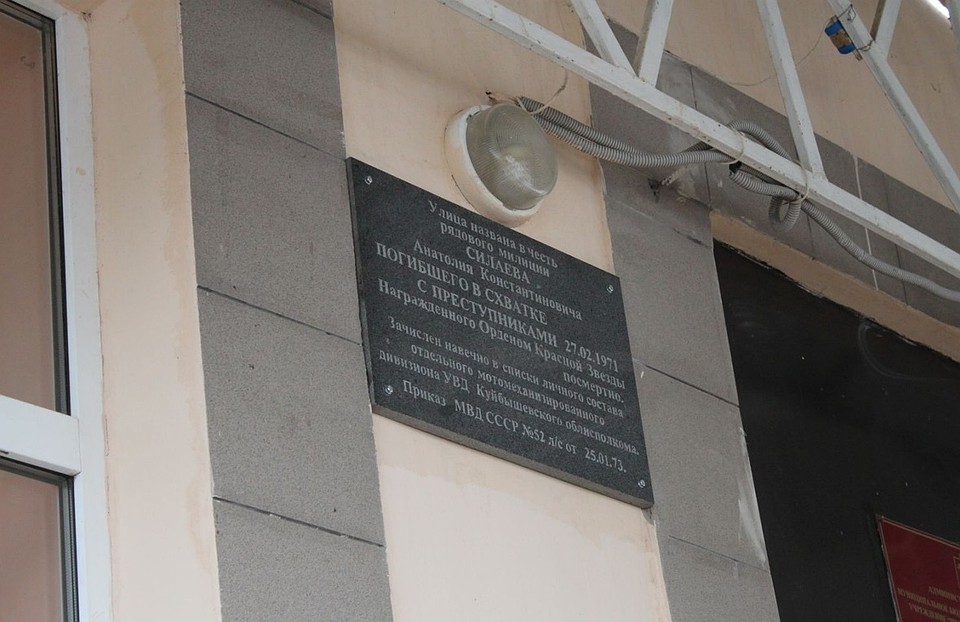 Улица названа в честь
рядового милиции
СИЛАЕВА
Анатолия Константиновича
ПОГИБШЕГО В СХВАТКЕ
С ПРЕСТУПНИКАМИ 27.02.1971
Награжденного Орденом Красной Звезды
посмертно.
Зачислен навечно в списки личного состава
отдельного мотомеханизированного
дивизиона УВД Куйбышевского облисполкома.
Приказ МВД СССР №52 л/с от 25.01.73.